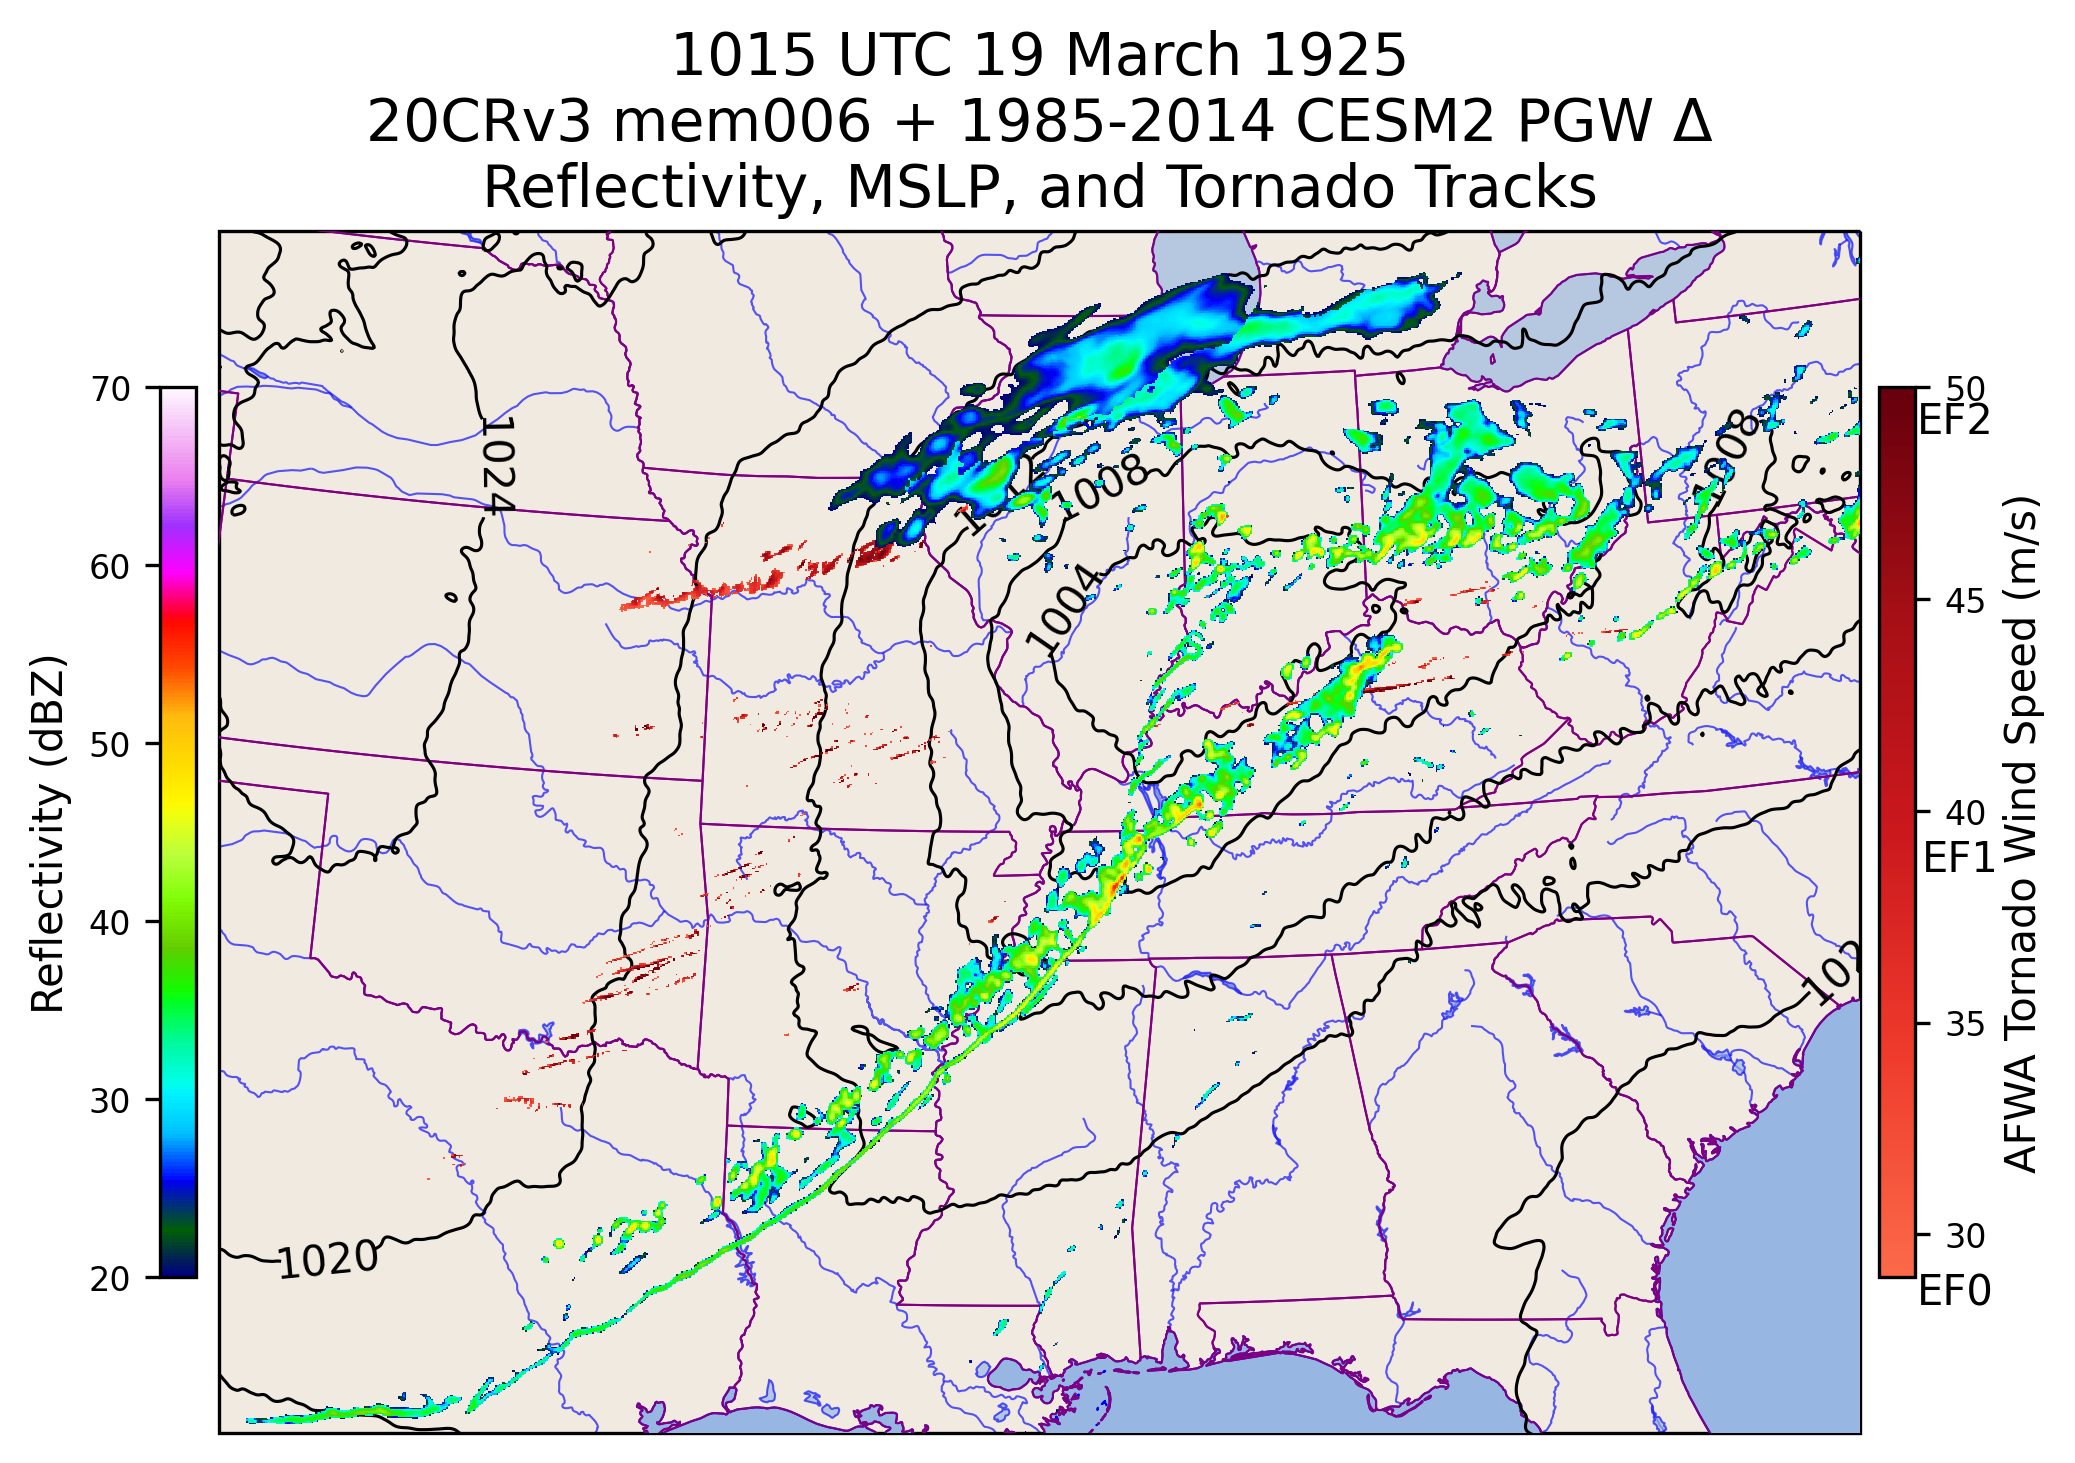 1015 UTC 19 March 1925
20CRv3 mem006 + 1985-2014 CESM2 PGW Δ
Reflectivity, MSLP, and Tornado Tracks
70
60
50
40
30
20
Reflectivity (dBZ)
1024
1008
1008
1004
1020
50
EF2
45
40
EF1
35
30
EF0
AFWA Tornado Wind Speed (m/s)